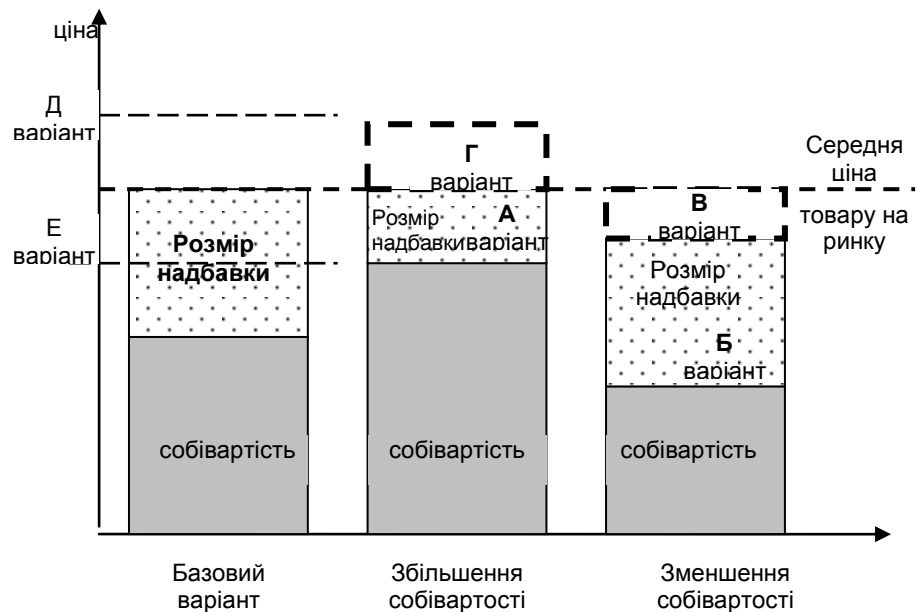 ціна
Д
варіант
Е
варіант
Розмір
надбавки
собівартість
Г
варіант
Розмір А
надбавки варіант
собівартість
В
варіант
Розмір
надбавки
Б
варіант
собівартість
Середня
ціна
товару на
ринку
Базовий
варіант
Збільшення
собівартості
Зменшення
собівартості